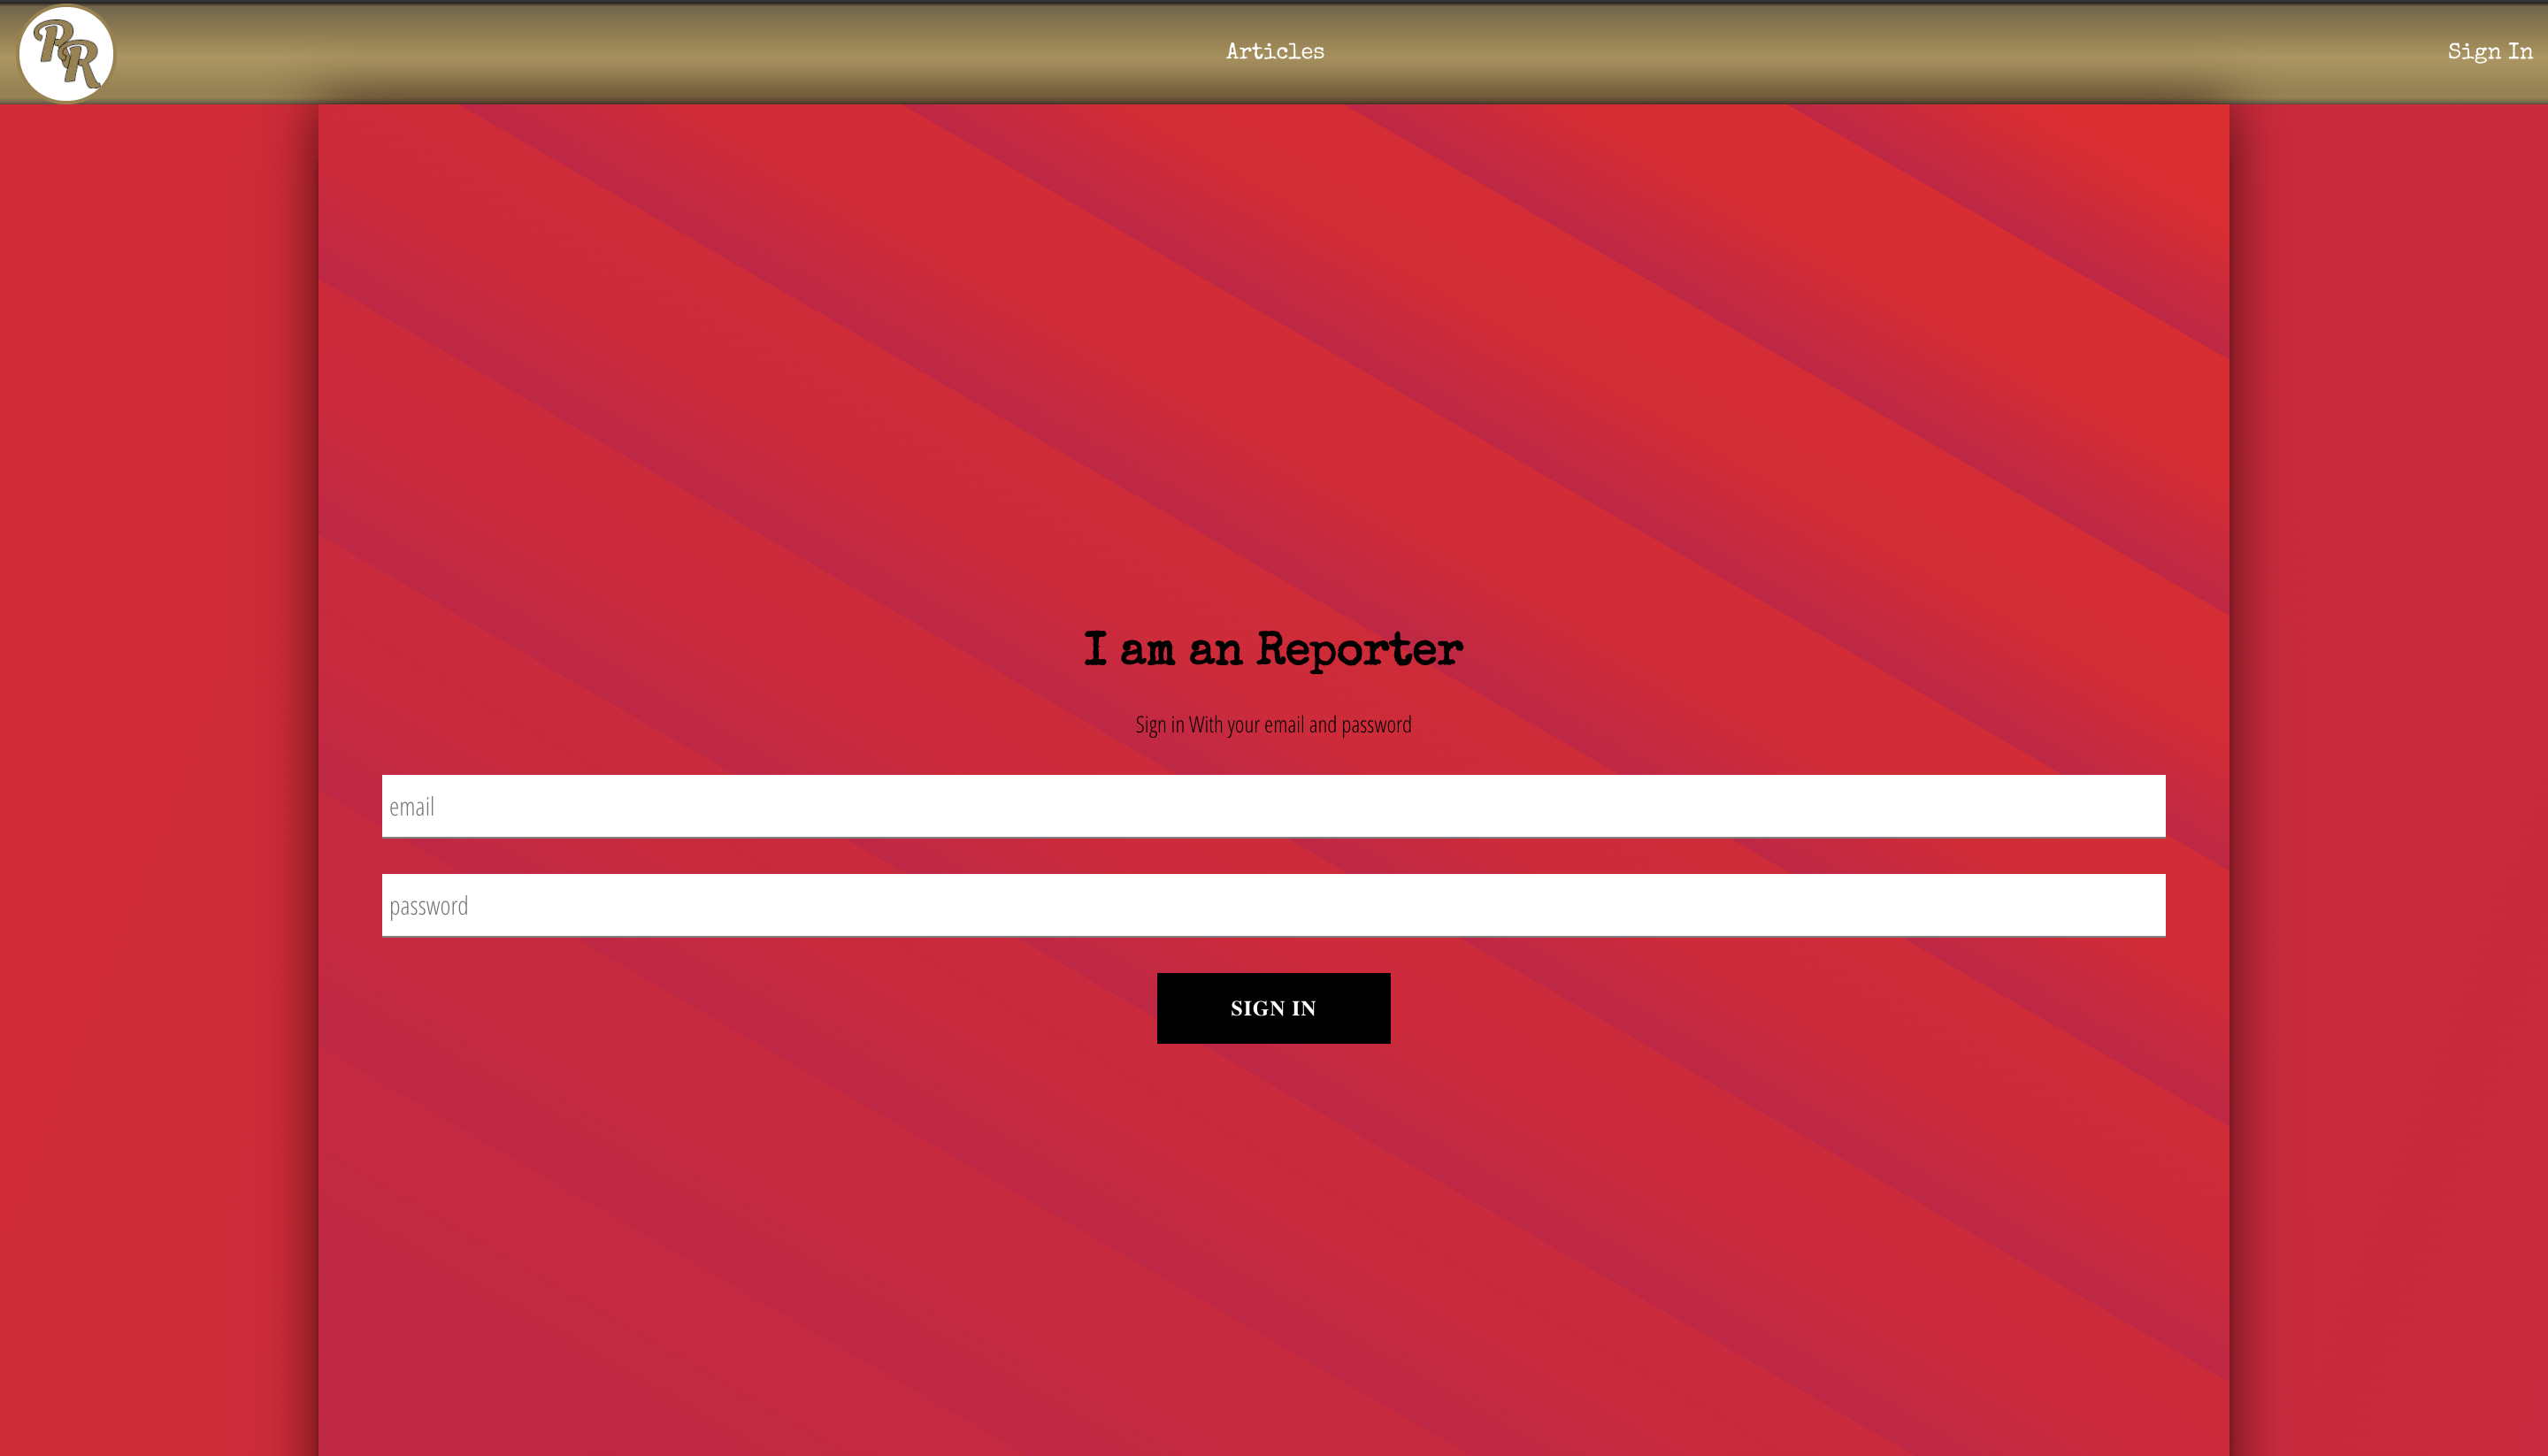 RR
Articles
Sign In
I am an Reporter
Sign in With your email and password
email
password
SIGN IN